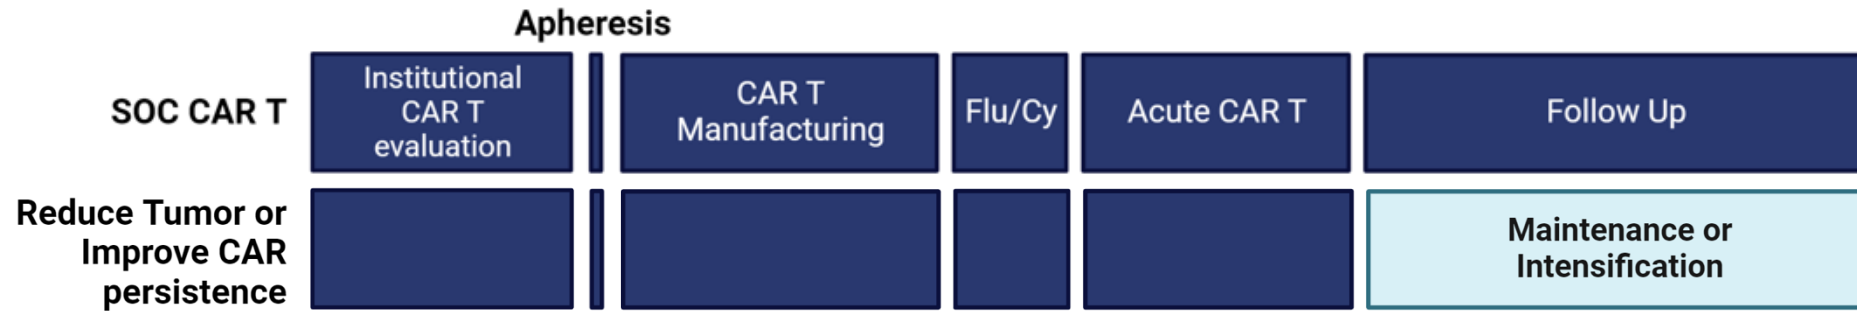 Apheresis
SOC CAR T
Institutional
CAR T
evaluation
CAR T
Manufacturing
Flu/Cy
Acute CAR T
Follow Up
Reduce Tumor or
Improve CAR
persistence
Maintenance or
Intensification